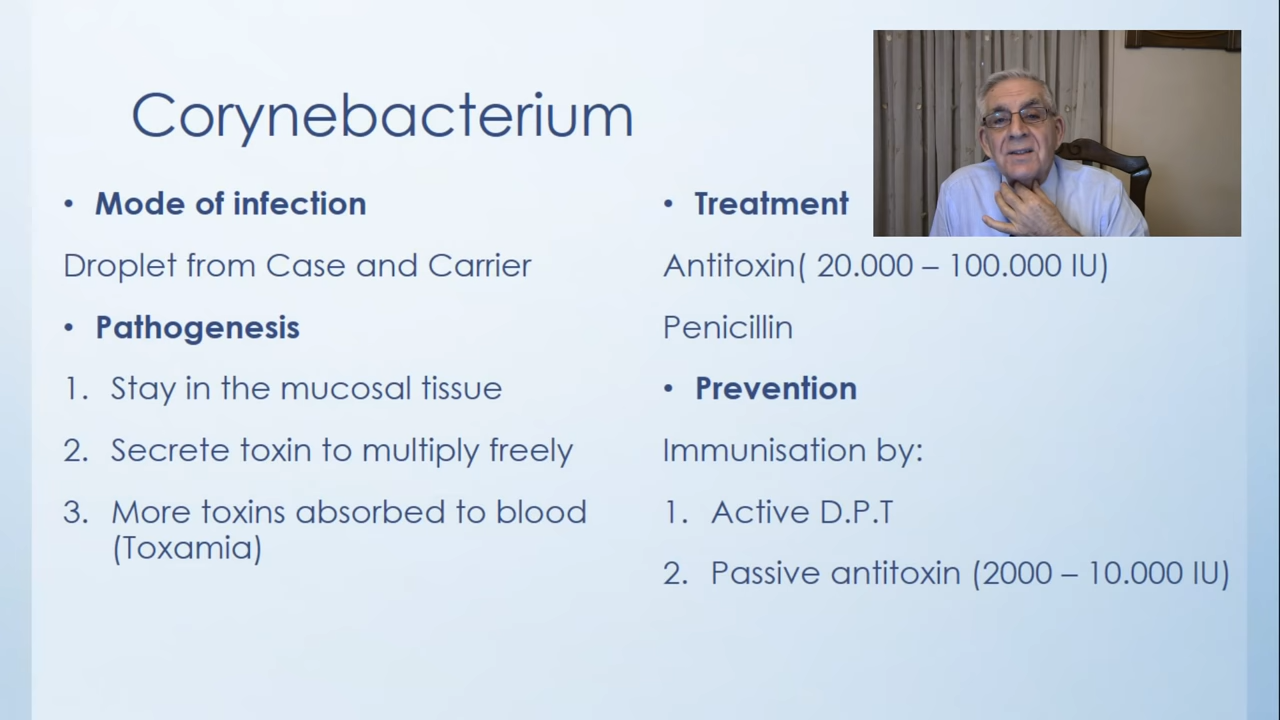 Corynebacterium
• Mode of infection
Droplet from Case and Carrier
• Pathogenesis
1. Stay in the mucosal tissue
2. Secrete toxin to multiply freely
3. More toxins absorbed to blood
(Toxamia)
• Treatment
Antitoxin( 20.000 – 100.000 IU)
Penicillin
• Prevention
Immunisation by:
1. Active D.P.T
2. Passive antitoxin (2000 – 10.000 IU)